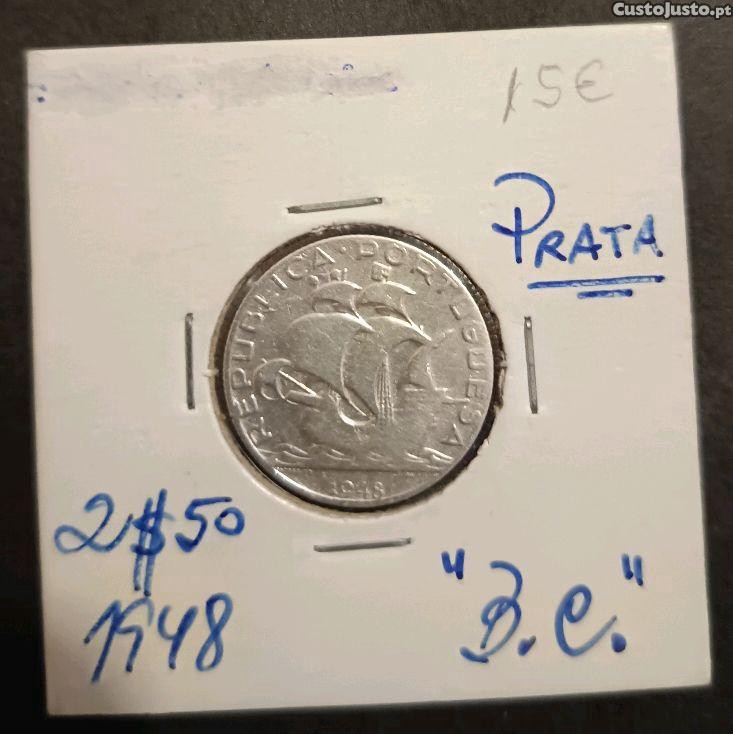 CustoJusto.pt
15€
PRATA
REPUBLICA · PORTUGUESA
1948
2$50
1948
"B.C."